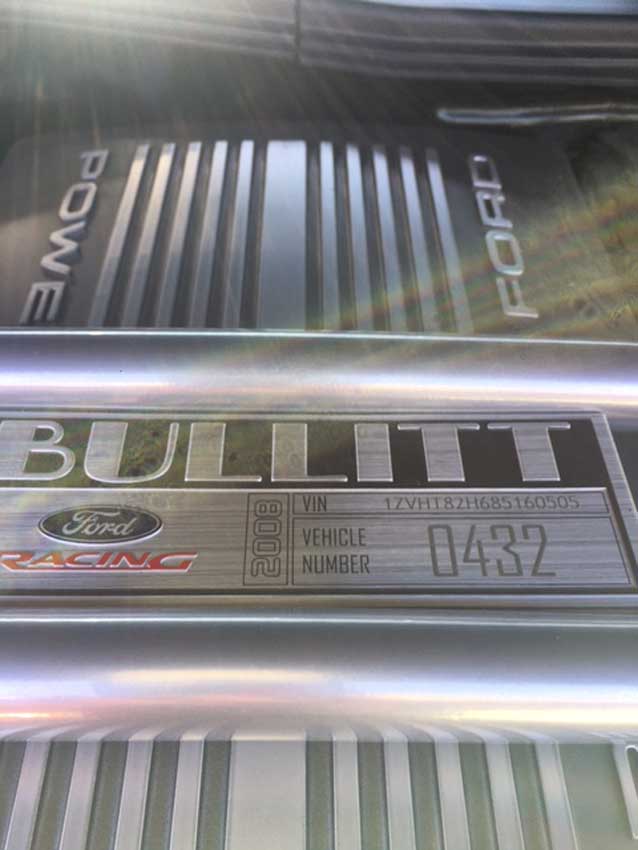 POWE
FORD
BULLITT
Ford
RACING
2008
VIN 1ZVHT82H685160505
VEHICLE
NUMBER
0432